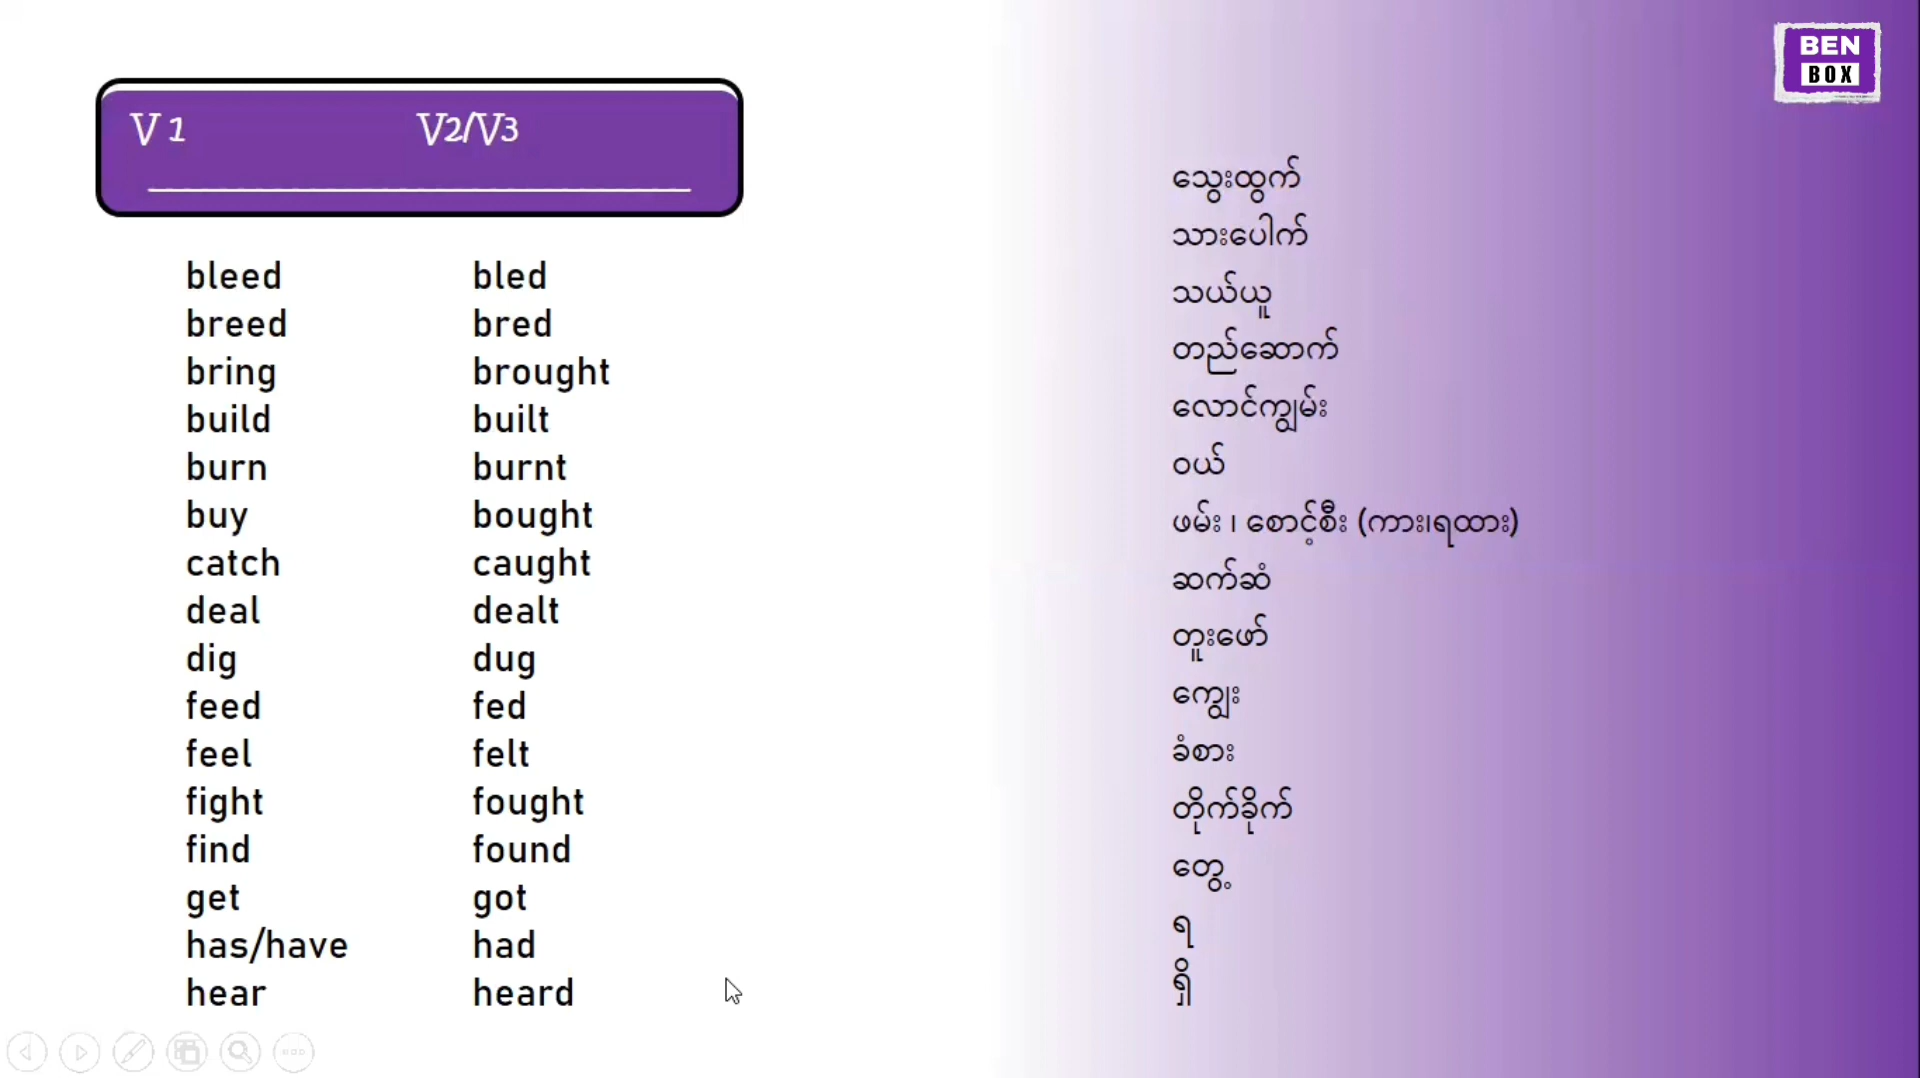 BEN
BOX
V 1 V2/V3
bleed bled
breed bred
bring brought
build built
burn burnt
buy bought
catch caught
deal dealt
dig dug
feed fed
feel felt
fight fought
find found
get got
has/have had
hear heard
သွေးထွက်
သားပေါက်
သယ်ယူ
တည်ဆောက်
လောင်ကျွမ်း
ဝယ်
ဖမ်း ၊ စောင့်စီး (ကား၊ရထား)
ဆက်ဆံ
တူးဖော်
ကျွေး
ခံစား
တိုက်ခိုက်
တွေ့
ရ
ရှိ